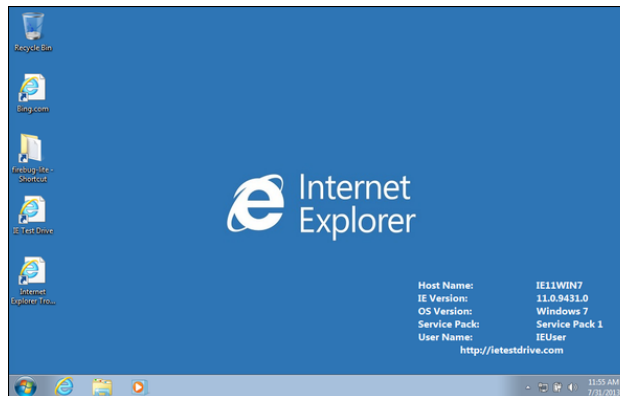 Recycle Bin
Bing.com
firebug-lite -
Shortcut
IE Test Drive
Internet
Explorer Tro...
Internet
Explorer
Host Name: IE11WIN7
IE Version: 11.0.9431.0
OS Version: Windows 7
Service Pack: Service Pack 1
User Name: IEUser
http://ietestdrive.com
11:55 AM